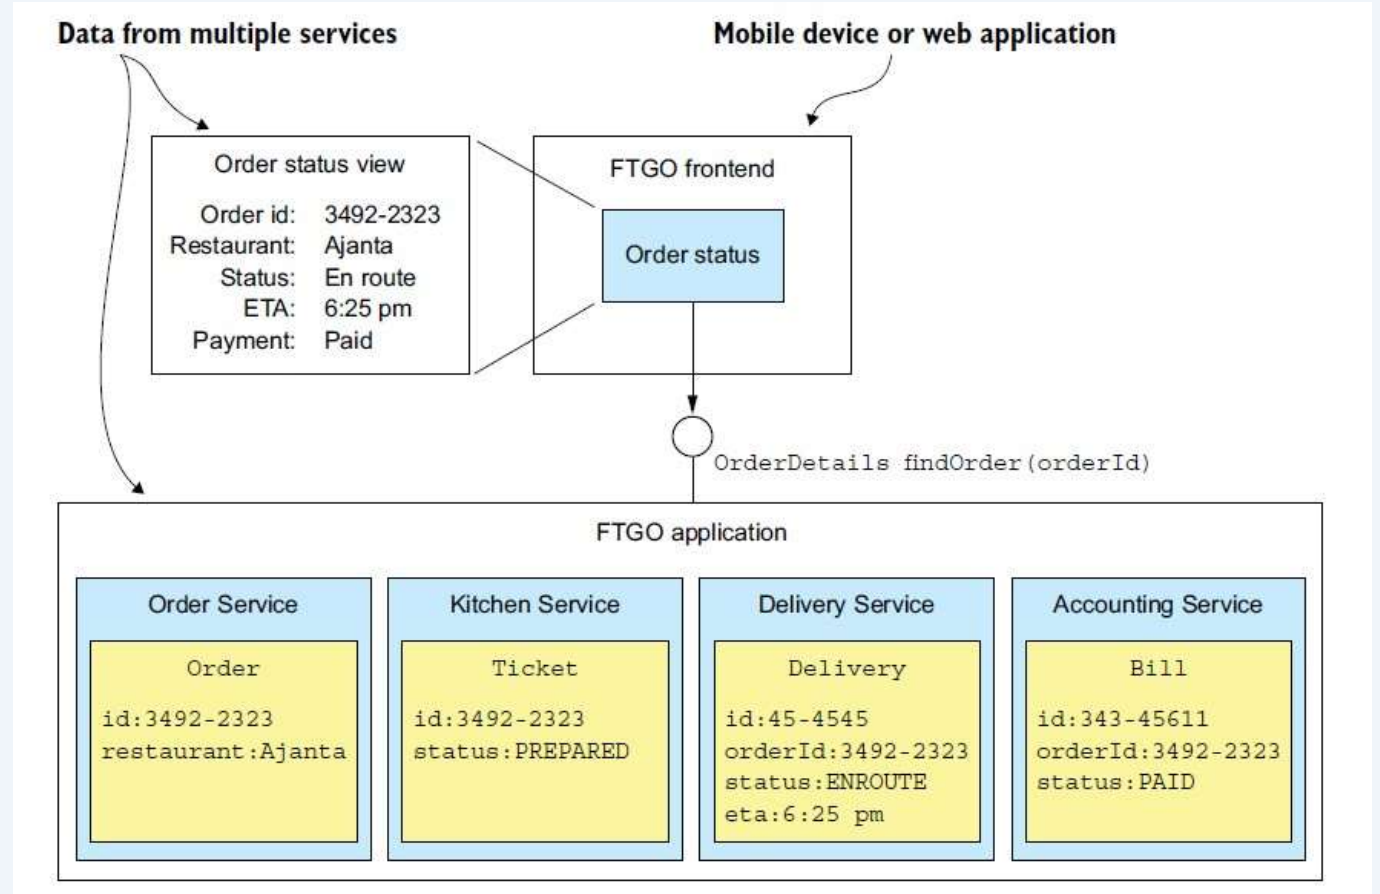 Data from multiple services
Mobile device or web application
Order status view
Order id: 3492-2323
Restaurant: Ajanta
Status: En route
ETA: 6:25 pm
Payment: Paid
FTGO frontend
Order status
OrderDetails findOrder(orderId)
FTGO application
Order Service
Order
id:3492-2323
restaurant:Ajanta
Kitchen Service
Ticket
id:3492-2323
status:PREPARED
Delivery Service
Delivery
id:45-4545
orderId:3492-2323
status:ENROUTE
eta:6:25 pm
Accounting Service
Bill
id:343-45611
orderId:3492-2323
status:PAID